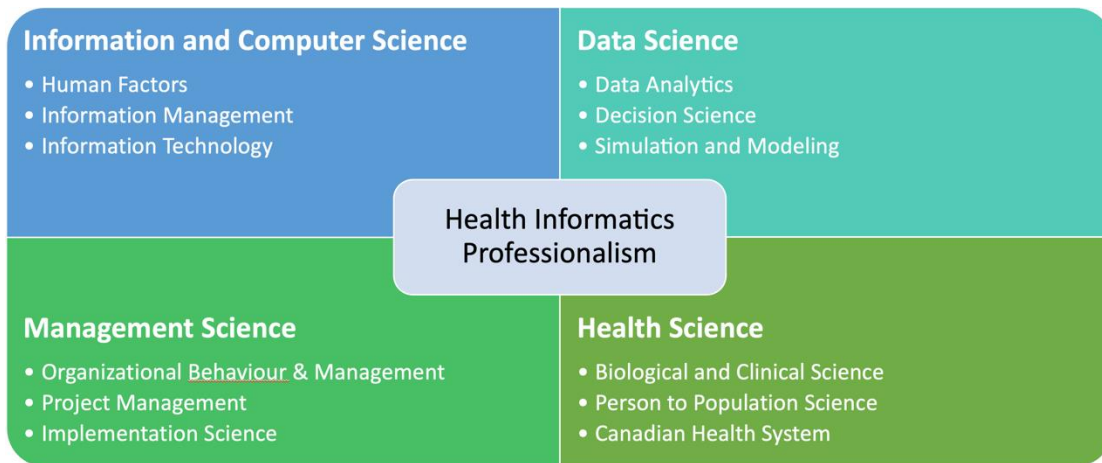 Information and Computer Science
• Human Factors
• Information Management
• Information Technology
Data Science
• Data Analytics
• Decision Science
• Simulation and Modeling
Health Informatics
Professionalism
Management Science
• Organizational Behaviour & Management
• Project Management
• Implementation Science
Health Science
• Biological and Clinical Science
• Person to Population Science
• Canadian Health System